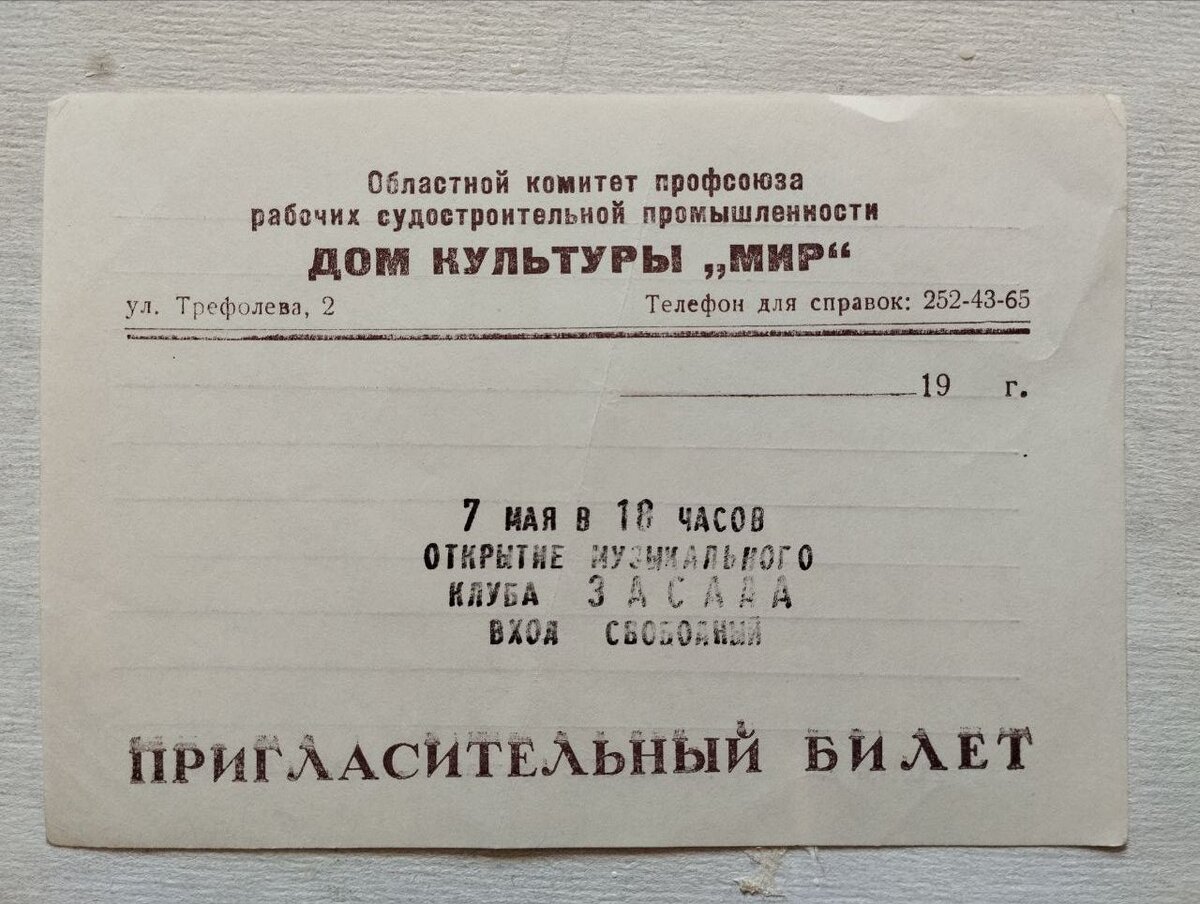 Областной комитет профсоюза
рабочих судостроительной промышленности
ДОМ КУЛЬТУРЫ „МИР“
ул. Трефолева, 2 Телефон для справок: 252-43-65
19 г.
7 МАЯ В 18 ЧАСОВ
ОТКРЫТИЕ МУЗЫКАЛЬНОГО
КЛУБА ЗАСАДА
ВХОД СВОБОДНЫЙ
ПРИГЛАСИТЕЛЬНЫЙ БИЛЕТ